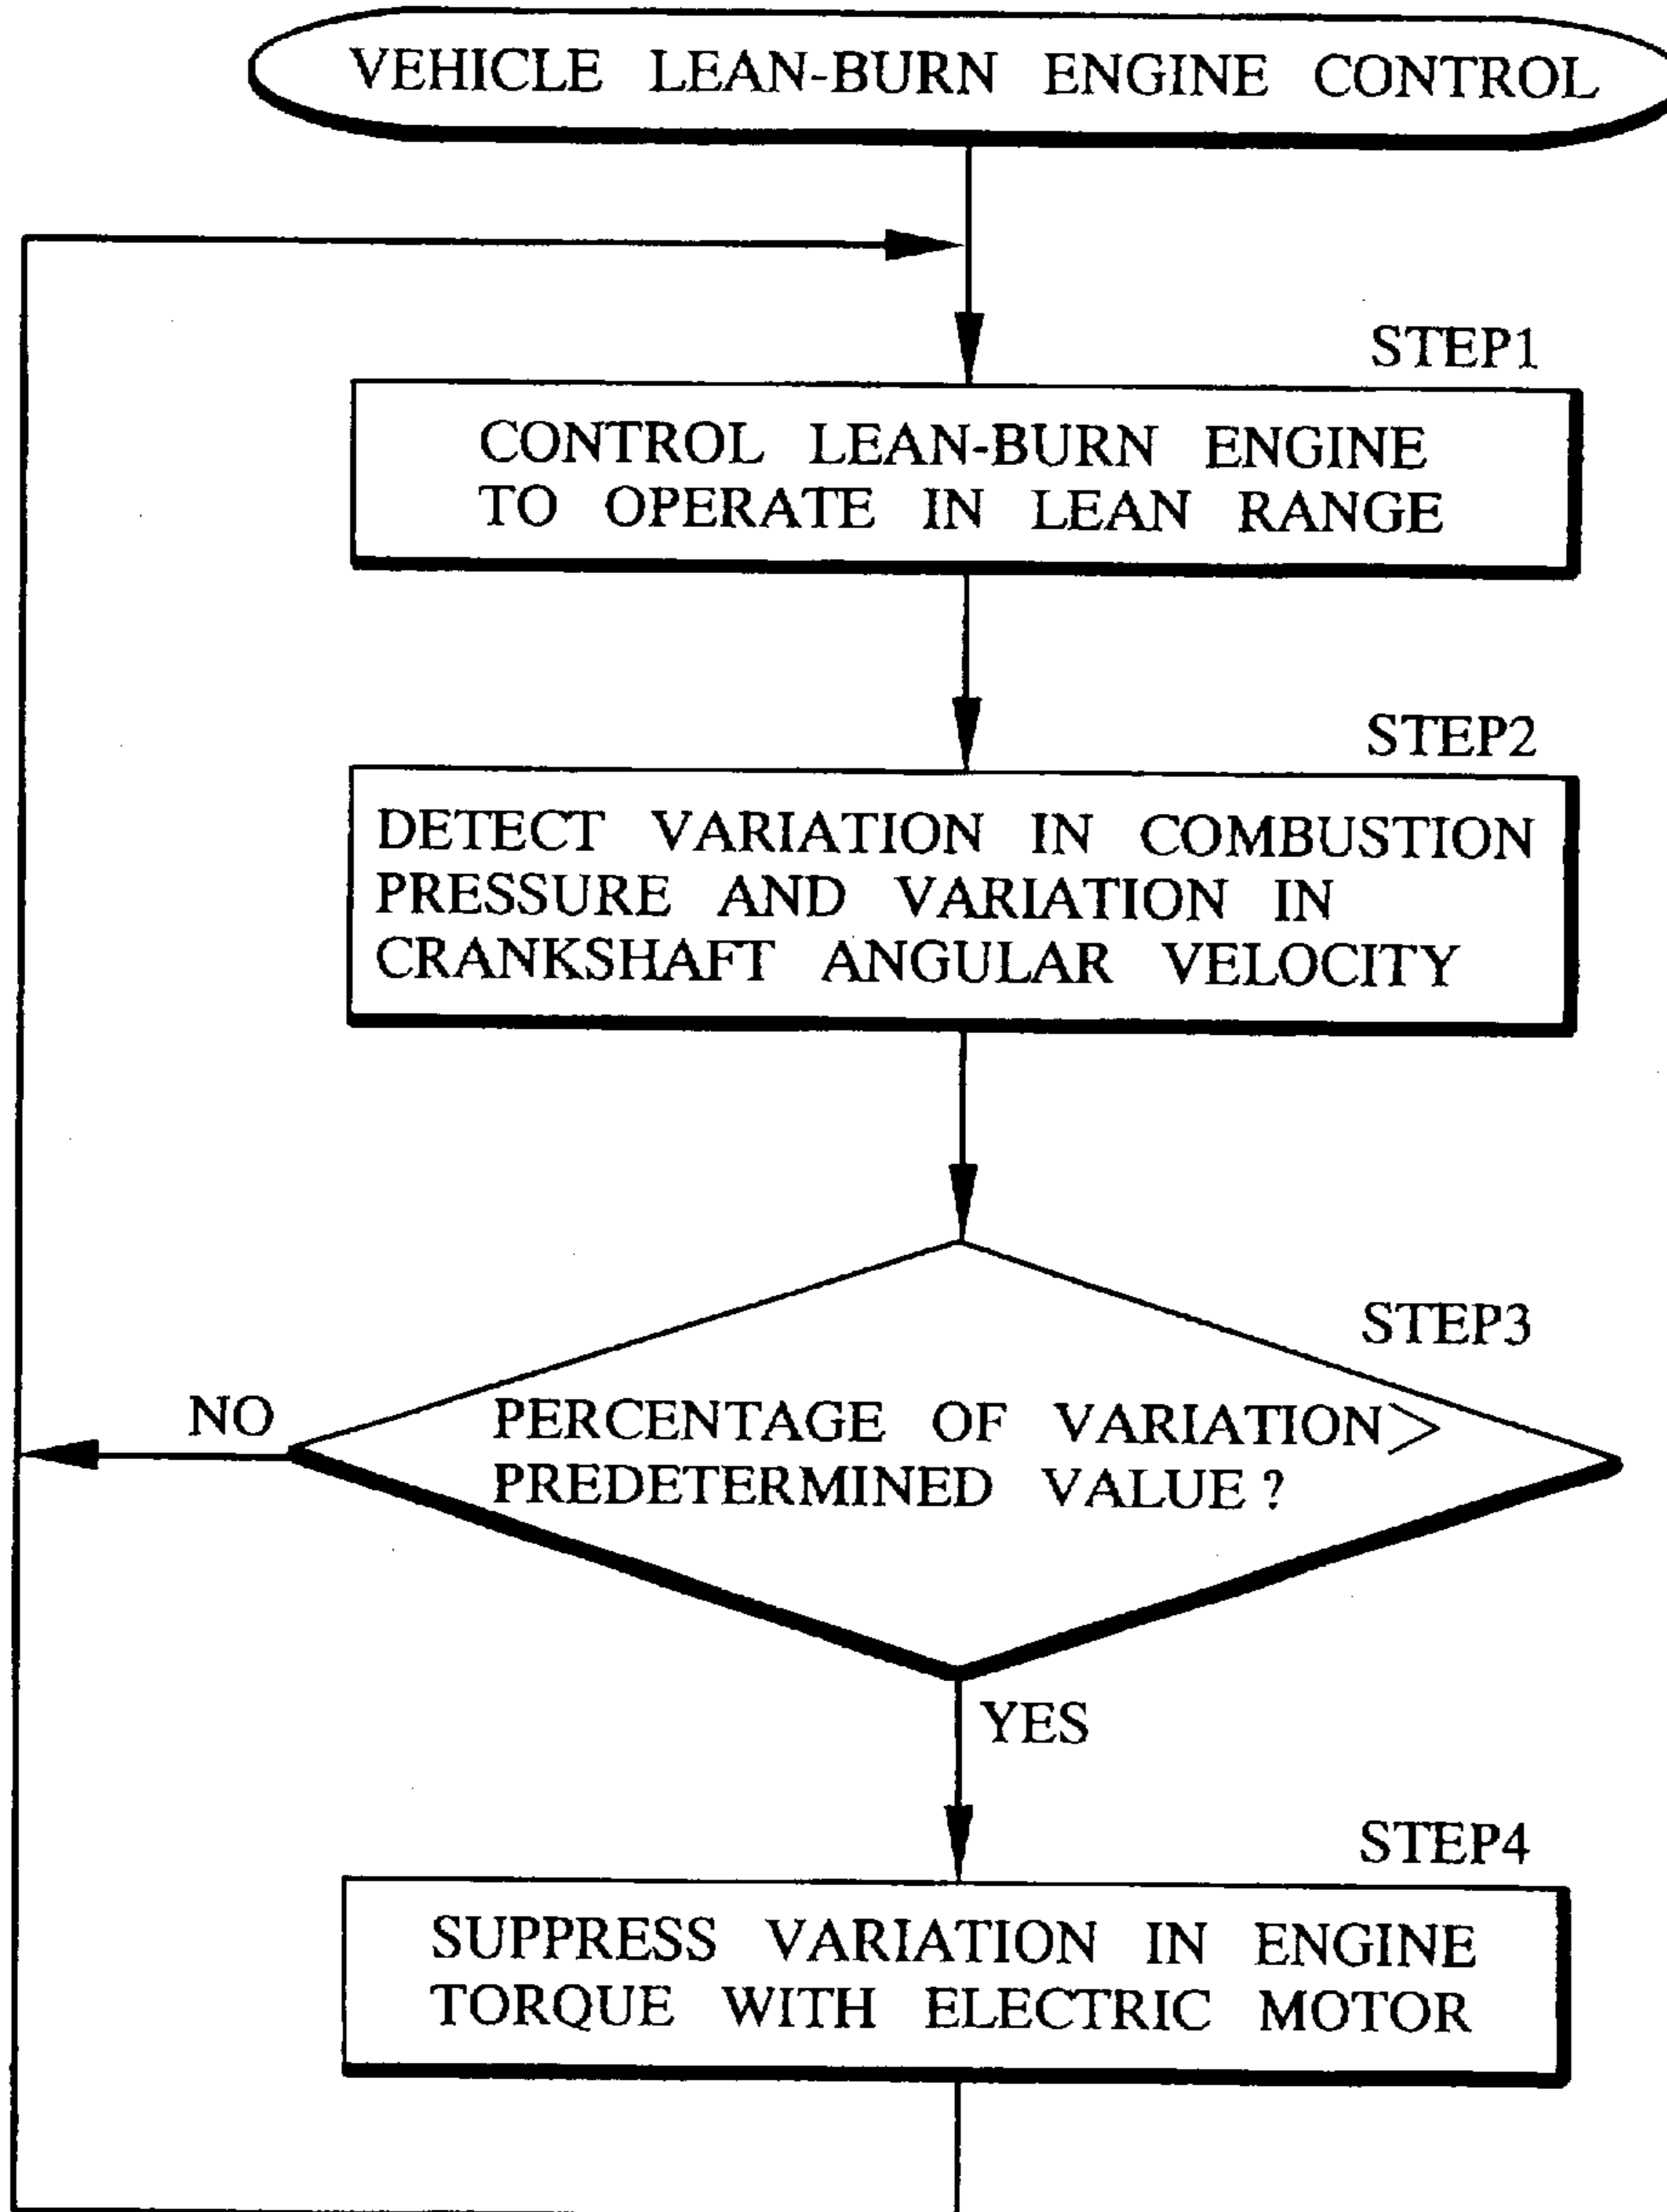 VEHICLE LEAN-BURN ENGINE CONTROL
STEP1
CONTROL LEAN-BURN ENGINE
TO OPERATE IN LEAN RANGE
STEP2
DETECT VARIATION IN COMBUSTION
PRESSURE AND VARIATION IN
CRANKSHAFT ANGULAR VELOCITY
STEP3
NO
PERCENTAGE OF VARIATION>
PREDETERMINED VALUE?
YES
STEP4
SUPPRESS VARIATION IN ENGINE
TORQUE WITH ELECTRIC MOTOR